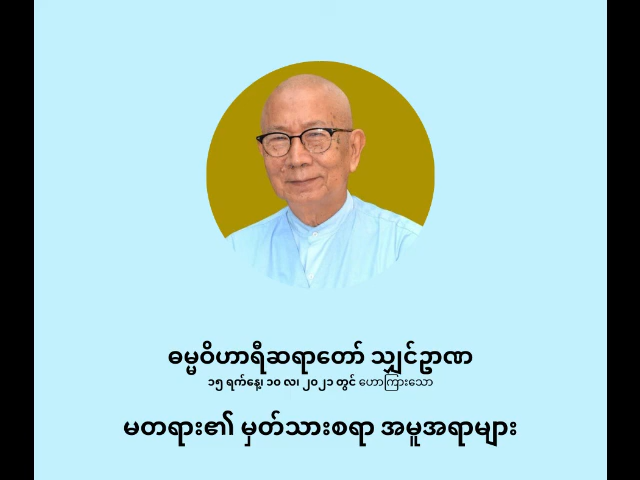 ဓမ္မဝိဟာရီဆရာတော် သျှင်ဥာဏ
၁၅ ရက်နေ့၊ ၁၀ လ၊ ၂၀၂၁ တွင် ဟောကြားသော
မတရား၏ မှတ်သားစရာ အမူအရာများ